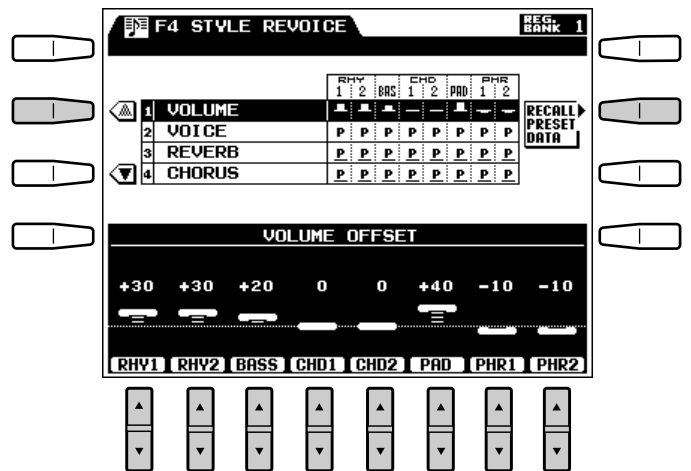 F4 STYLE REVOICE
REG. BANK 1
RHY CHD PHR
1 2 BAS 1 2 PAD 1 2
1 VOLUME
2 VOICE P P P P P P P P
3 REVERB P P P P P P P P
4 CHORUS P P P P P P P P
RECALL
PRESET
DATA
VOLUME OFFSET
+30 +30 +20 0 0 +40 -10 -10
RHY1 RHY2 BASS CHD1 CHD2 PAD PHR1 PHR2